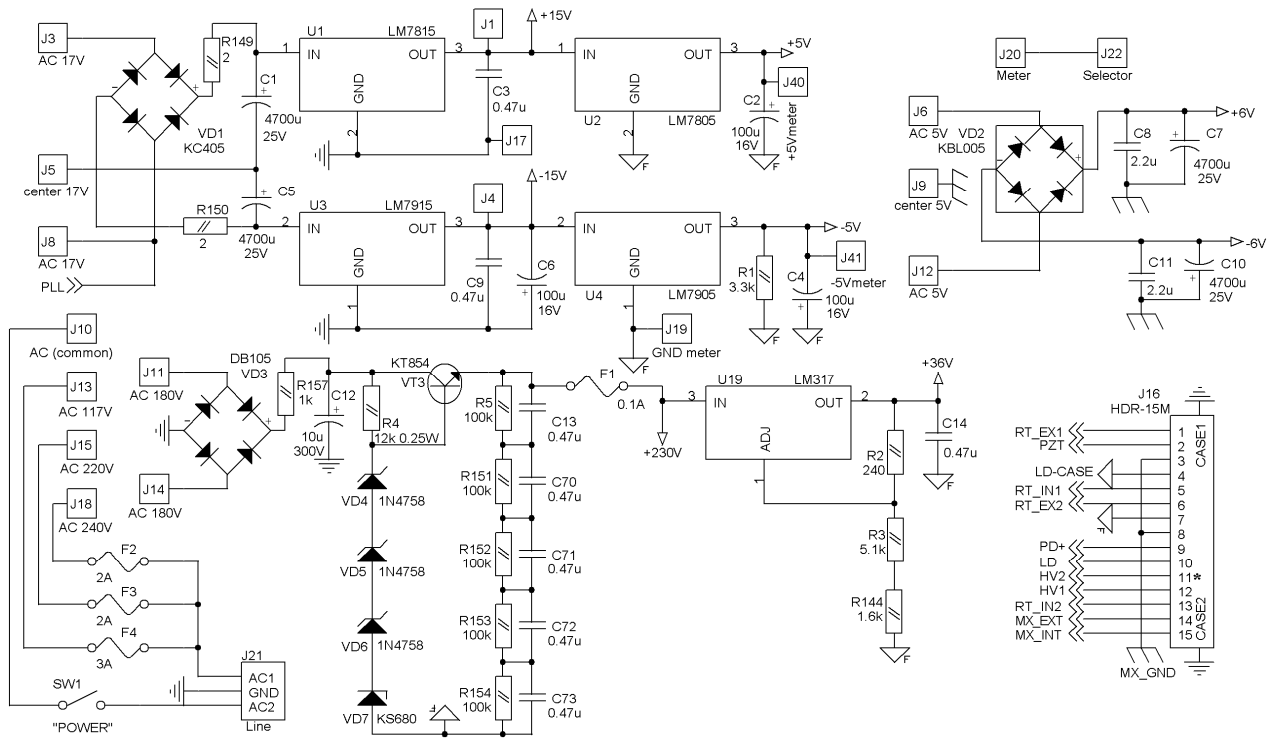 J3
AC 17V
R149
2
VD1
KC405
C1
4700u
25V
U1
LM7815
1
IN
OUT
3
GND
2
J1
+15V
C3
0.47u
J17
IN
OUT
3
GND
2
U2
LM7805
+5V
J40
+5Vmeter
C2
100u
16V
F
F
J20
Meter
J22
Selector
J5
center 17V
J8
AC 17V
PLL
R150
2
C5
4700u
25V
U3
LM7915
2
IN
OUT
3
GND
1
J4
-15V
C9
0.47u
C6
100u
16V
2
IN
OUT
3
GND
1
U4
LM7905
J19
GND meter
F
R1
3.3k
C4
100u
16V
-5V
J41
-5Vmeter
F
F
J6
AC 5V
VD2
KBL005
J9
center 5V
J12
AC 5V
C8
2.2u
C7
4700u
25V
+6V
-6V
C11
2.2u
C10
4700u
25V
J10
AC (common)
J13
AC 117V
J15
AC 220V
J18
AC 240V
F2
2A
F3
2A
F4
3A
SW1
"POWER"
J21
AC1
GND
AC2
Line
J11
AC 180V
J14
AC 180V
DB105
VD3
R157
1k
C12
10u
300V
KT854
VT3
R4
12k 0.25W
VD4
1N4758
VD5
1N4758
VD6
1N4758
VD7
KS680
F
R5
100k
C13
0.47u
R151
100k
C70
0.47u
R152
100k
C71
0.47u
R153
100k
C72
0.47u
R154
100k
C73
0.47u
F1
0.1A
+230V
U19
LM317
3
IN
OUT
2
ADJ
1
+36V
C14
0.47u
F
R2
240
R3
5.1k
R144
1.6k
F
J16
HDR-15M
CASE1
CASE2
RT_EX1
1
PZT
2
3
LD-CASE
4
RT_IN1
5
RT_EX2
6
F
7
8
PD+
9
LD
10
HV2
11*
HV1
12
RT_IN2
13
MX_EXT
14
MX_INT
15
MX_GND